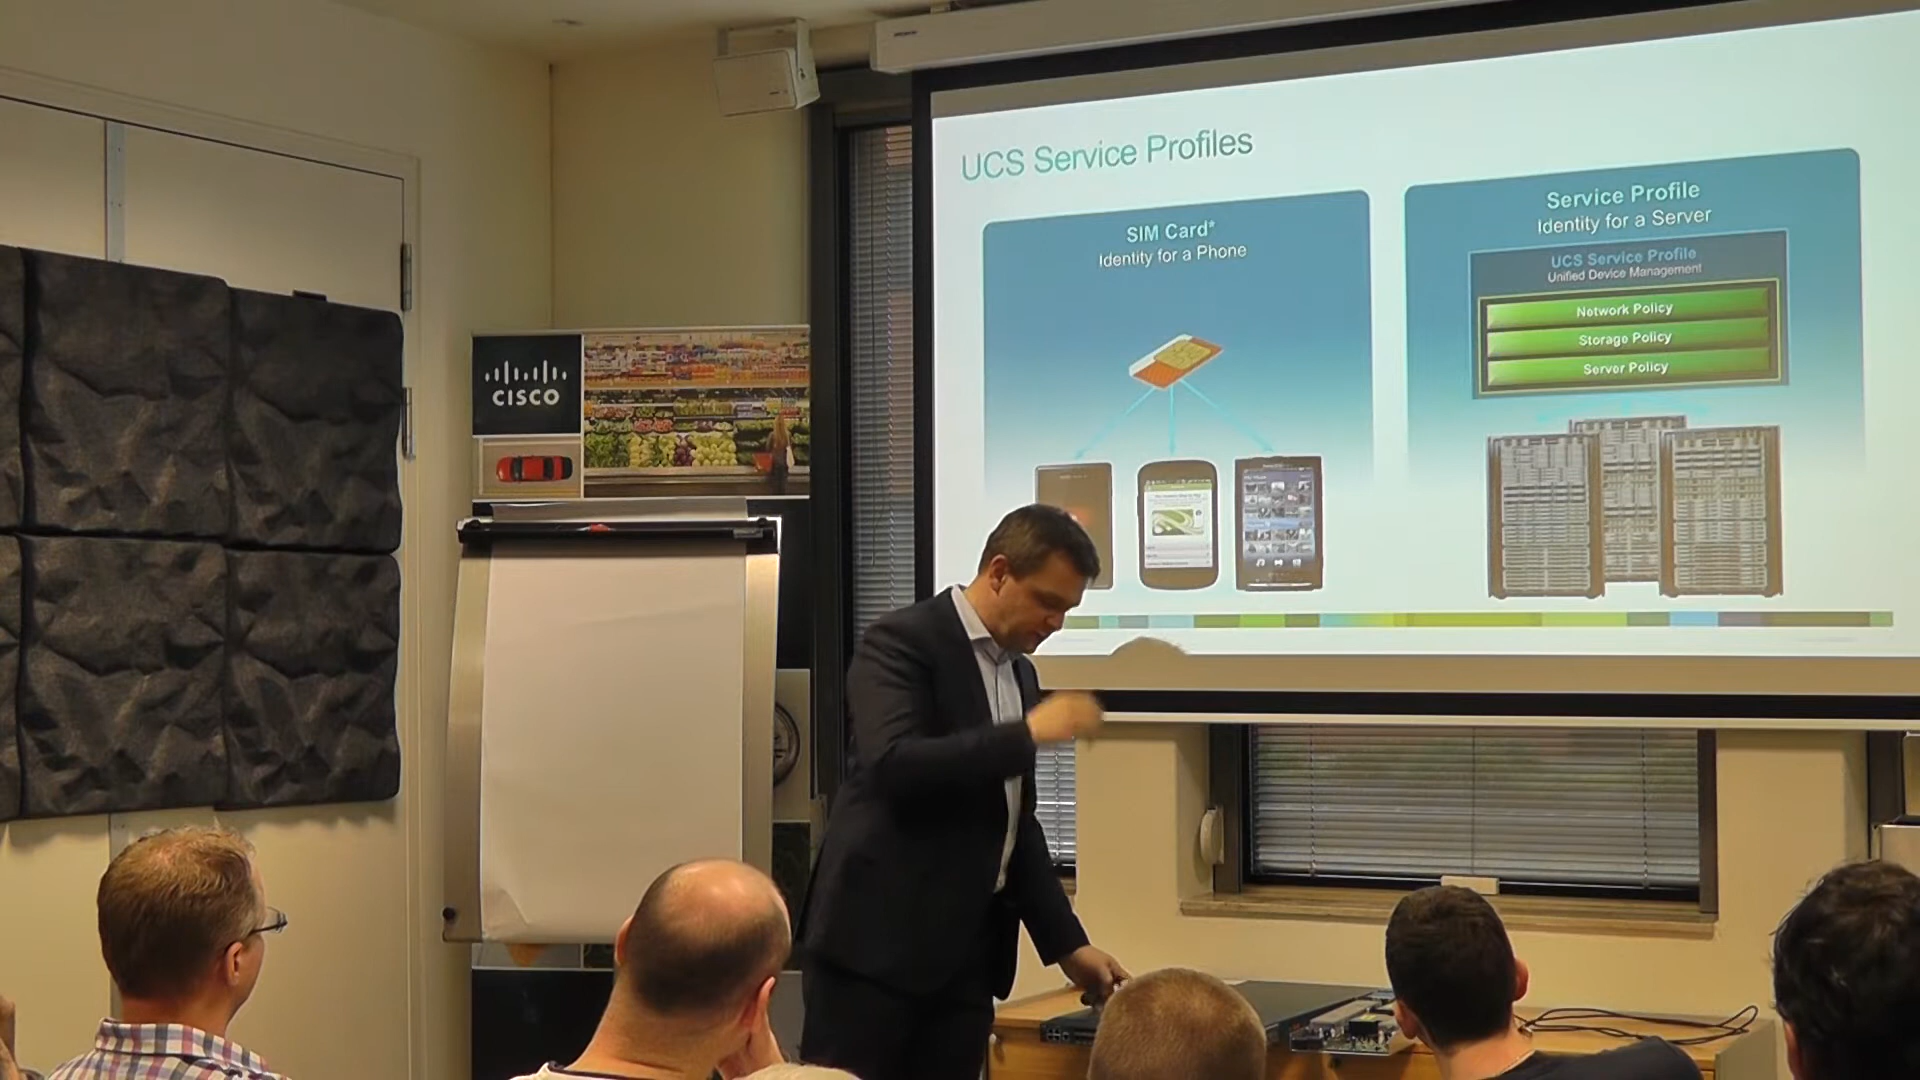 UCS Service Profiles
SIM Card*
Identity for a Phone
Service Profile
Identity for a Server
UCS Service Profile
Unified Device Management
Network Policy
Storage Policy
Server Policy
CISCO